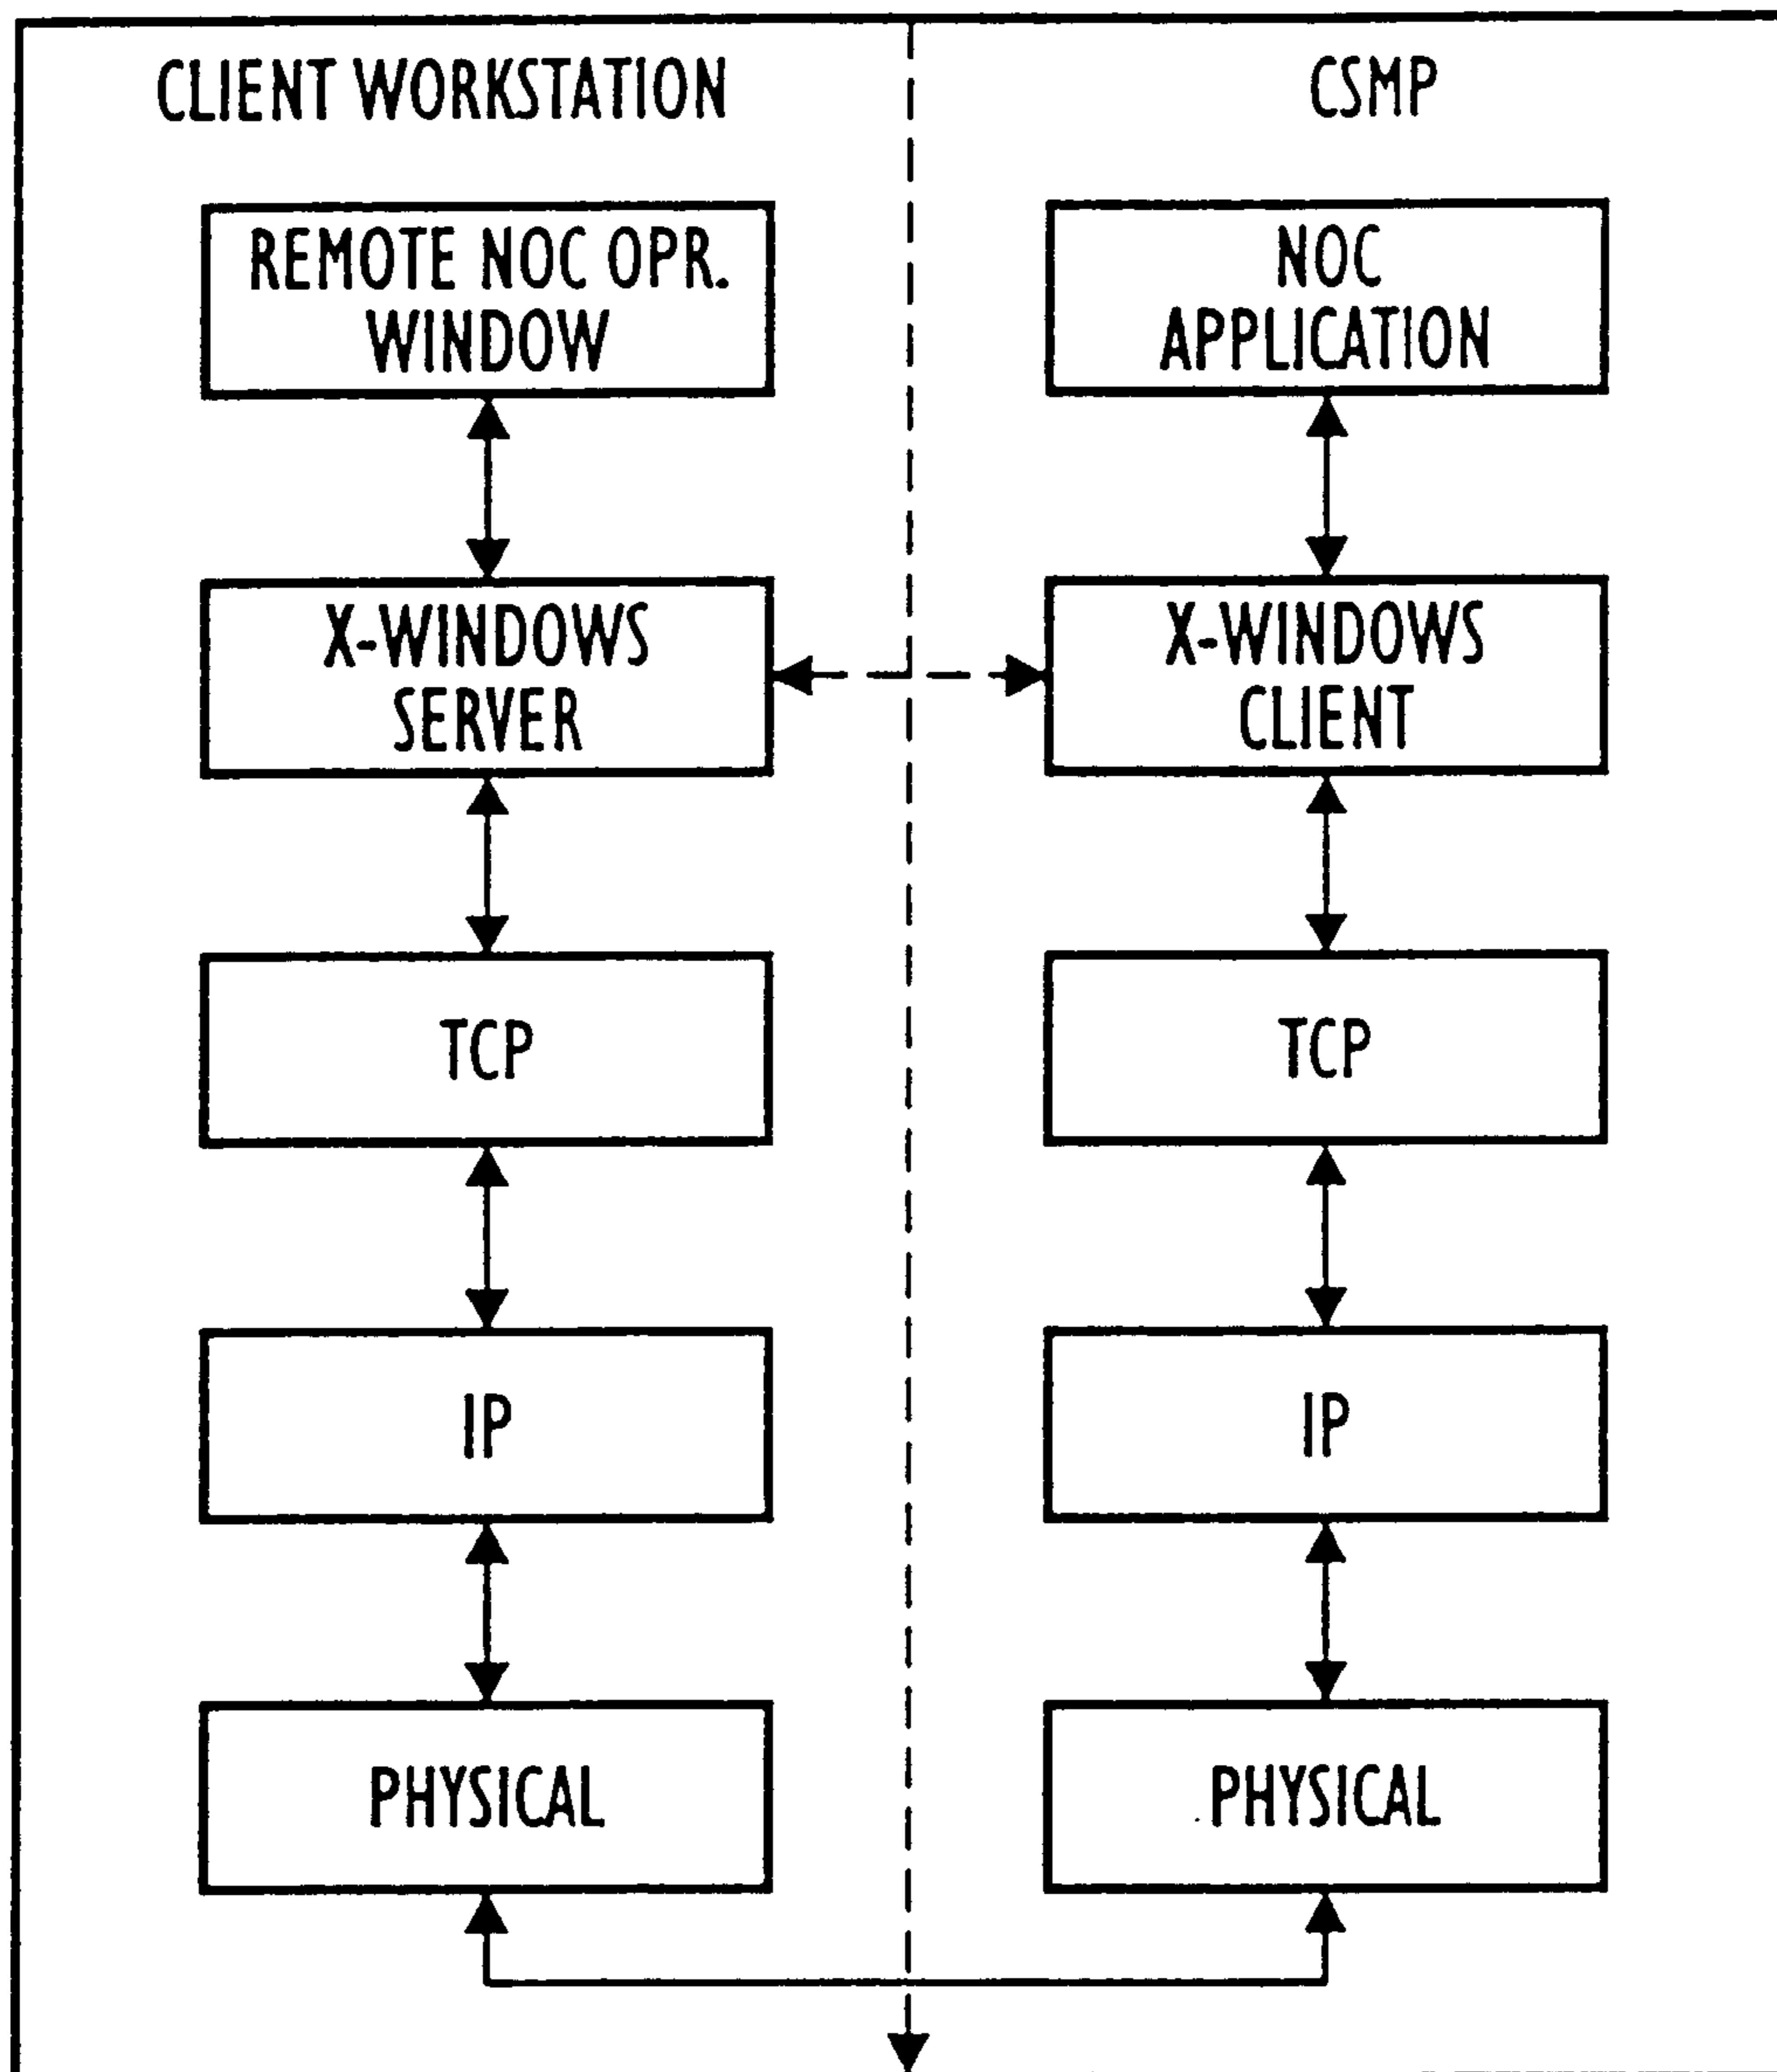 CLIENT WORKSTATION
CSMP
REMOTE NOC OPR.
WINDOW
NOC
APPLICATION
X-WINDOWS
SERVER
X-WINDOWS
CLIENT
TCP
TCP
IP
IP
PHYSICAL
PHYSICAL